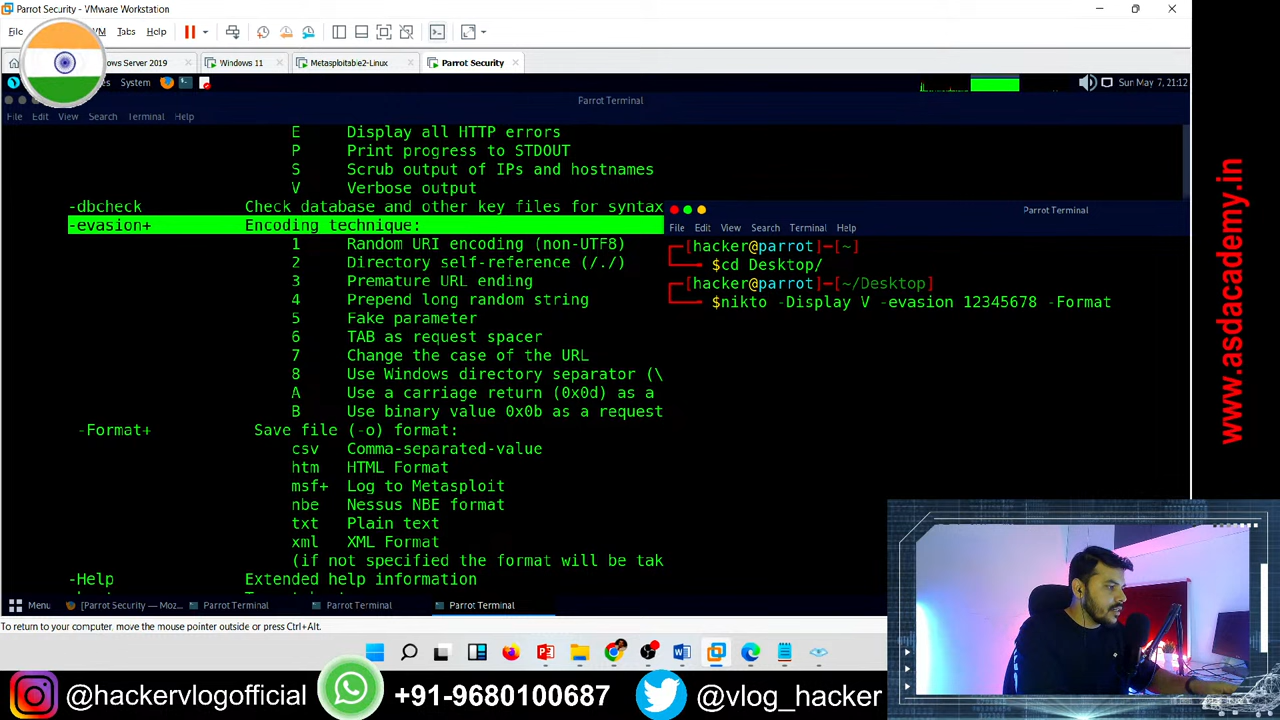 Parrot Security - VMware Workstation
File VM Tabs Help
ows Server 2019 × Windows 11 × Metasploitable2-Linux × Parrot Security ×
es System Sun May 7, 21:12
Parrot Terminal
File Edit View Search Terminal Help
E Display all HTTP errors
P Print progress to STDOUT
S Scrub output of IPs and hostnames
V Verbose output
-dbcheck Check database and other key files for syntax
-evasion+ Encoding technique:
1 Random URI encoding (non-UTF8)
2 Directory self-reference (/./)
3 Premature URL ending
4 Prepend long random string
5 Fake parameter
6 TAB as request spacer
7 Change the case of the URL
8 Use Windows directory separator (\
A Use a carriage return (0x0d) as a
B Use binary value 0x0b as a request
-Format+ Save file (-o) format:
csv Comma-separated-value
htm HTML Format
msf+ Log to Metasploit
nbe Nessus NBE format
txt Plain text
xml XML Format
(if not specified the format will be tak
-Help Extended help information
Parrot Terminal
File Edit View Search Terminal Help
[hacker@parrot]-[~]
$cd Desktop/
[hacker@parrot]-[~/Desktop]
$nikto -Display V -evasion 12345678 -Format
Menu [Parrot Security — Moz... Parrot Terminal Parrot Terminal Parrot Terminal
To return to your computer, move the mouse pointer outside or press Ctrl+Alt.
@hackervlogofficial +91-9680100687 @vlog_hacker
www.asdacademy.in